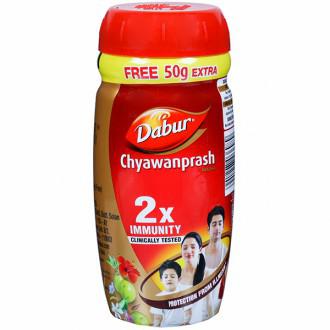 FREE 50g EXTRA
Dabur
Chyawanprash
2x
IMMUNITY
CLINICALLY TESTED
PROTECTION FROM